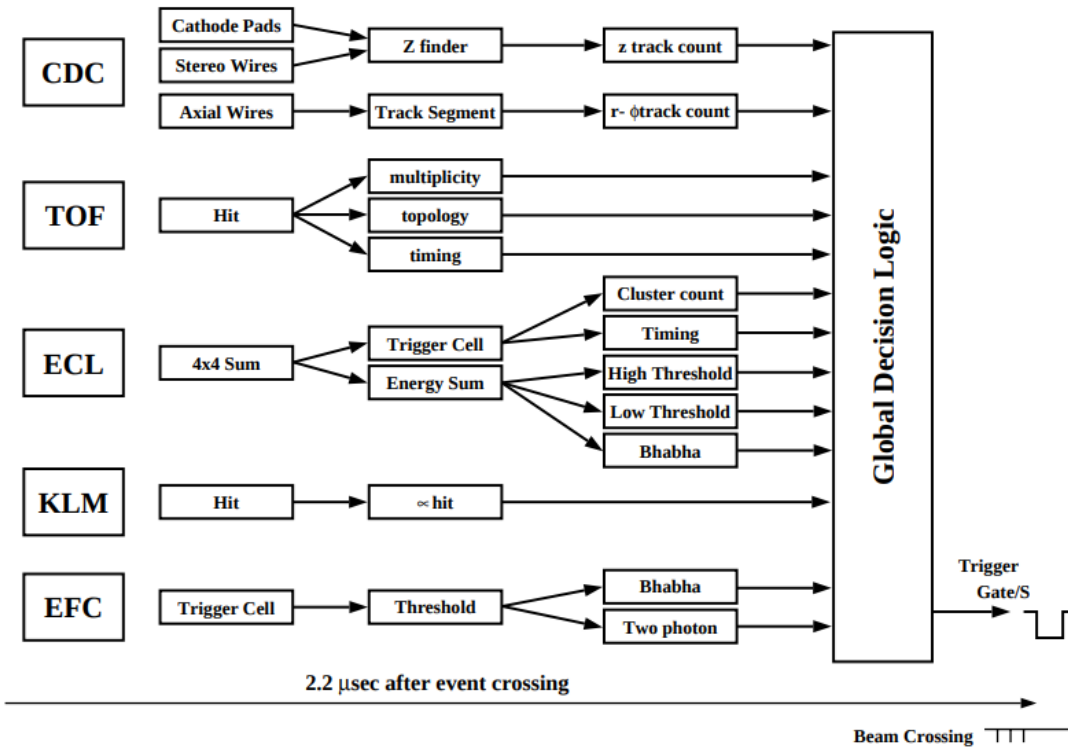 CDC
Cathode Pads
Stereo Wires
Z finder
z track count
Axial Wires
Track Segment
r- ϕtrack count
TOF
Hit
multiplicity
topology
timing
ECL
4x4 Sum
Trigger Cell
Energy Sum
Cluster count
Timing
High Threshold
Low Threshold
Bhabha
KLM
Hit
∝ hit
EFC
Trigger Cell
Threshold
Bhabha
Two photon
Global Decision Logic
Trigger
Gate/S
2.2 μsec after event crossing
Beam Crossing